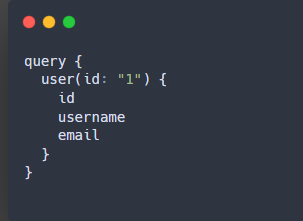 query {
  user(id: "1") {
    id
    username
    email
  }
}